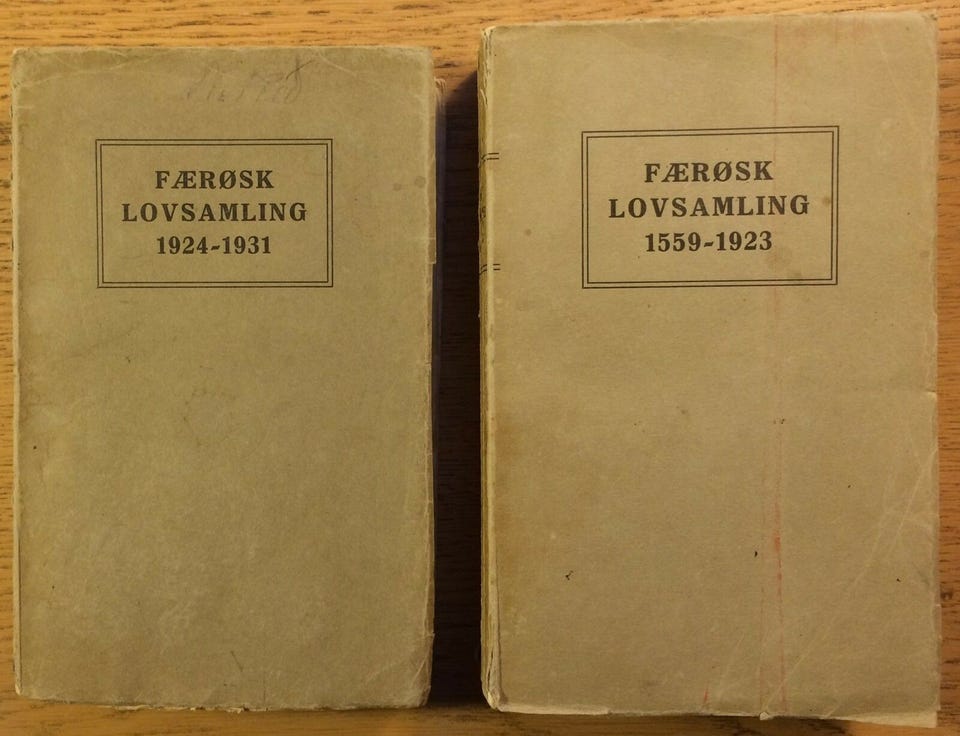 FÆRØSK
LOVSAMLING
1924-1931
FÆRØSK
LOVSAMLING
1559-1923